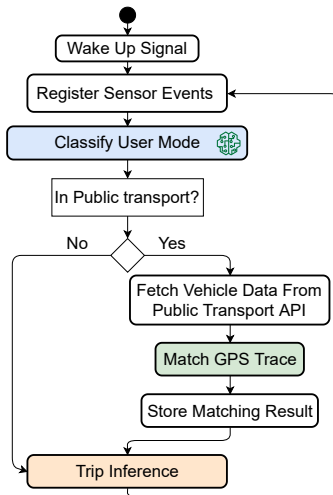 Wake Up Signal
Register Sensor Events
Classify User Mode
In Public transport?
No
Yes
Fetch Vehicle Data From
Public Transport API
Match GPS Trace
Store Matching Result
Trip Inference